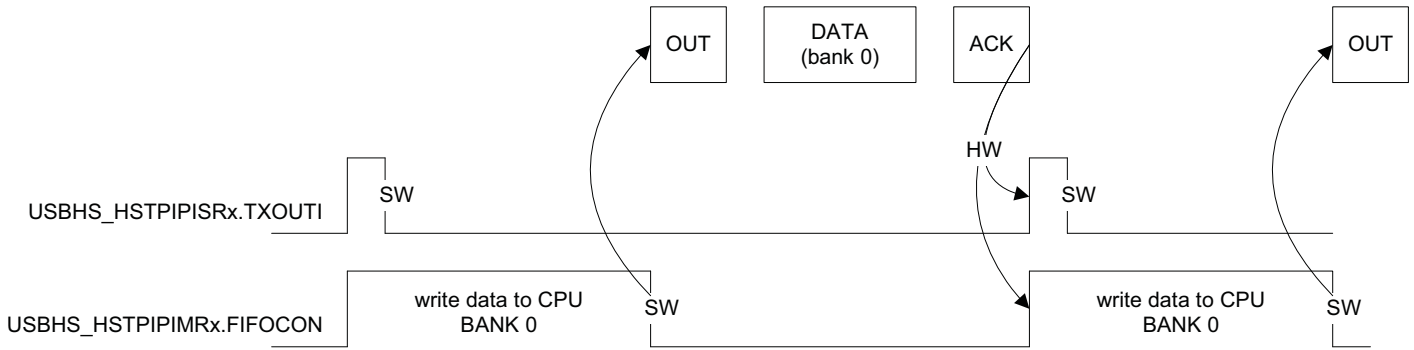 OUT
DATA
(bank 0)
ACK
OUT
HW
SW
SW
USBHS_HSTPIPISRx.TXOUTI
write data to CPU
BANK 0
SW
write data to CPU
BANK 0
SW
USBHS_HSTPIPIMRx.FIFOCON